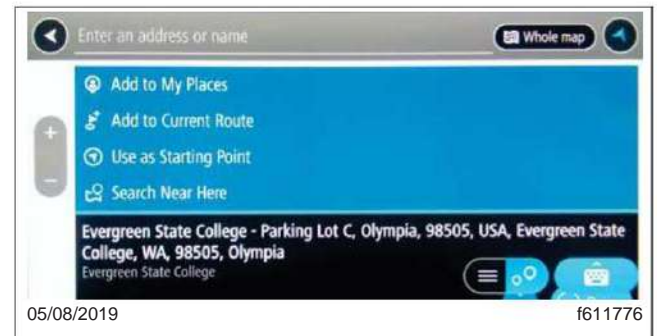 Enter an address or name
Whole map
Add to My Places
Add to Current Route
Use as Starting Point
Search Near Here
Evergreen State College - Parking Lot C, Olympia, 98505, USA, Evergreen State
College, WA, 98505, Olympia
Evergreen State College
05/08/2019
f611776